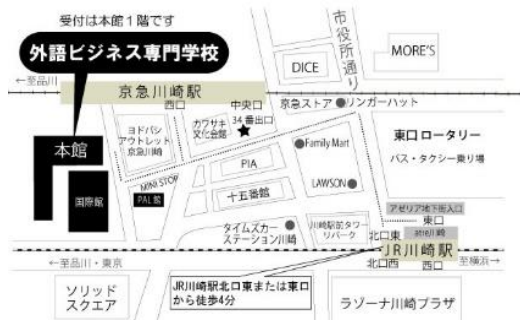 受付は本館1階です
外語ビジネス専門学校
←至品川
京急川崎駅
西口
中央口
34番出口
市役所通り
DICE
MORE'S
京急ストア
リンガーハット
ヨドバシ
アウトレット
京急川崎
カワサキ
文化会館
本館
国際館
MINI STOP
PAL館
PIA
十五番館
Family Mart
LAWSON
東口ロータリー
バス・タクシー乗り場
アゼリア地下街入口
東口
タイムズカー
ステーション川崎
川崎駅前タワー
リパーク
北口東
JR川崎駅
北口西
西口
←至品川・東京
至横浜→
JR川崎駅北口東または東口
から徒歩4分
ソリッド
スクエア
ラゾーナ川崎プラザ